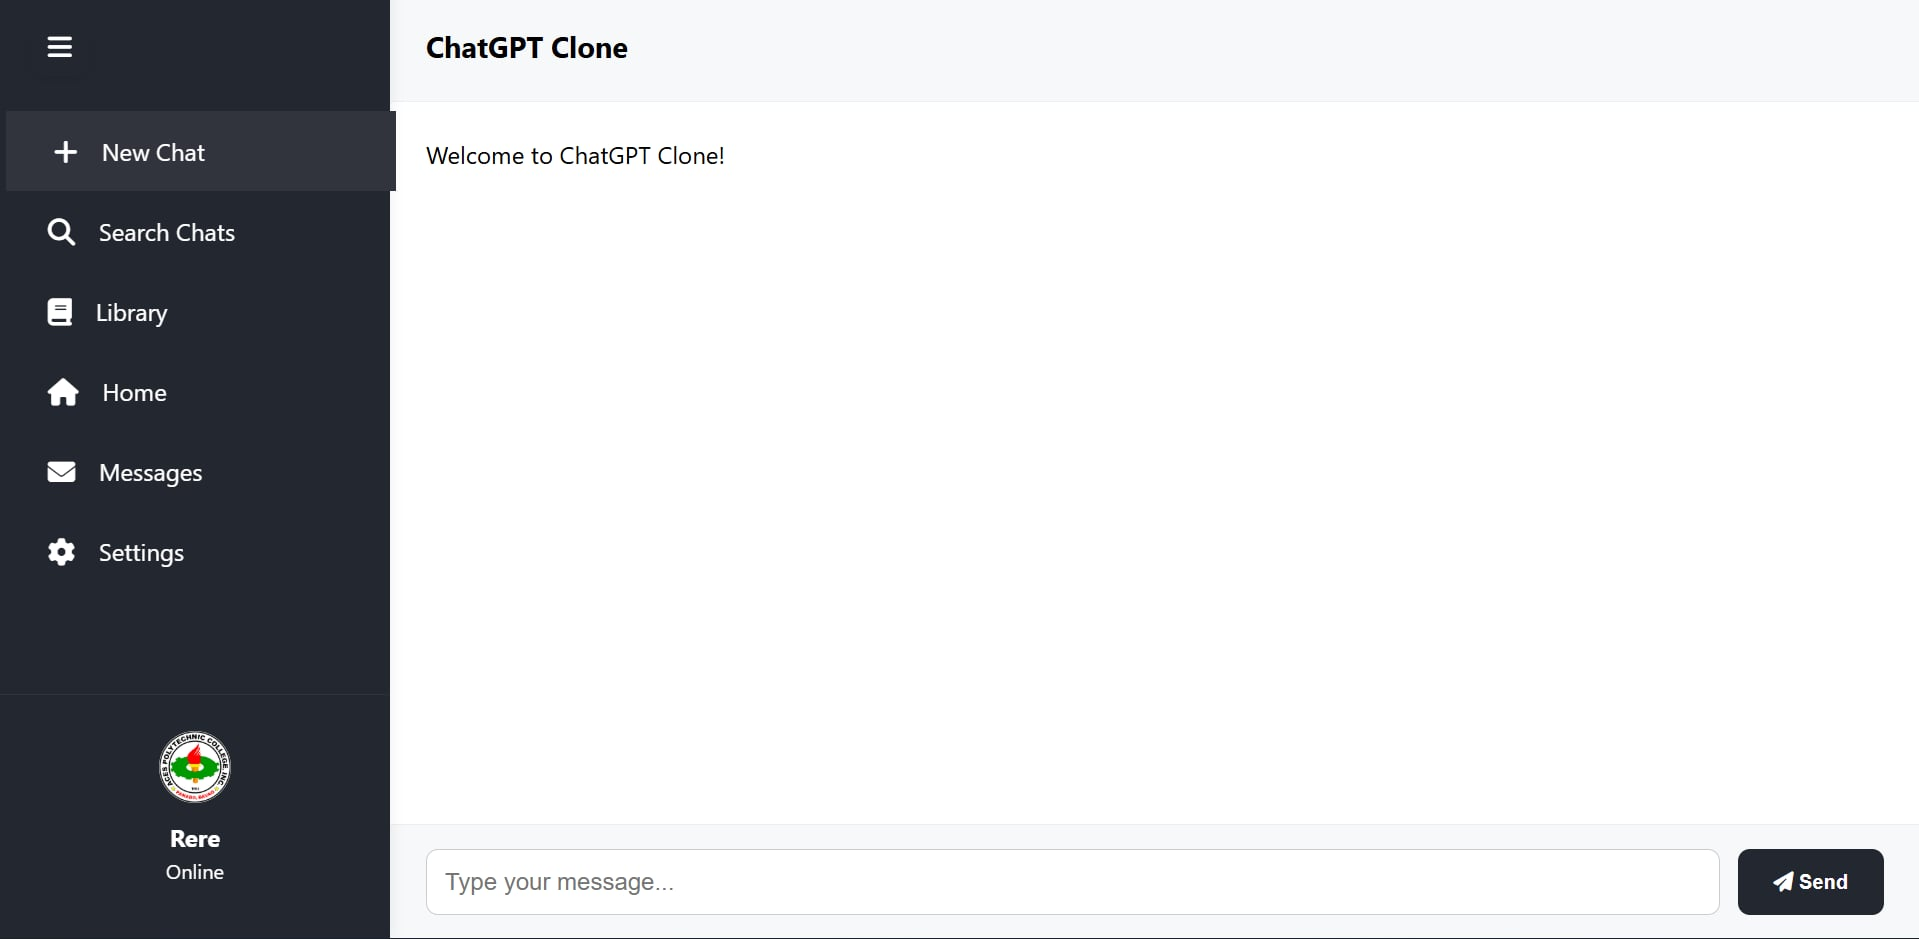 ChatGPT Clone
New Chat
Search Chats
Library
Home
Messages
Settings
Welcome to ChatGPT Clone!
ACES POLYTECHNIC COLLEGE INC.
Rere
Online
Type your message...
Send